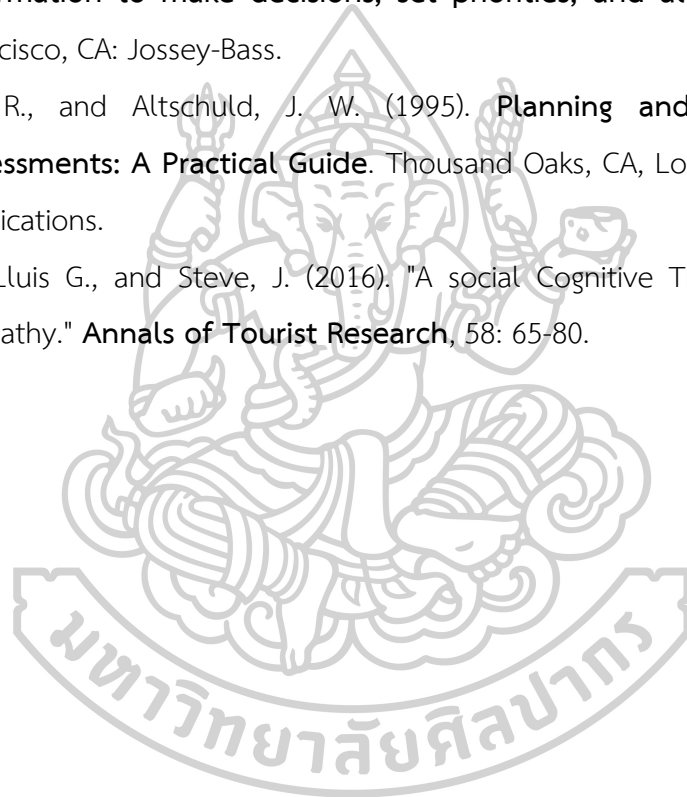 to make decisions, set priorities, and
cisco, CA: Jossey-Bass.
R., and Altschuld, J. W. (1995). Planning and
essments: A Practical Guide. Thousand Oaks, CA, Lo
ications.
Lluis G., and Steve, J. (2016). "A social Cognitive T
athy." Annals of Tourist Research, 58: 65-80.
มหาวิทยาลัยศิลปากร